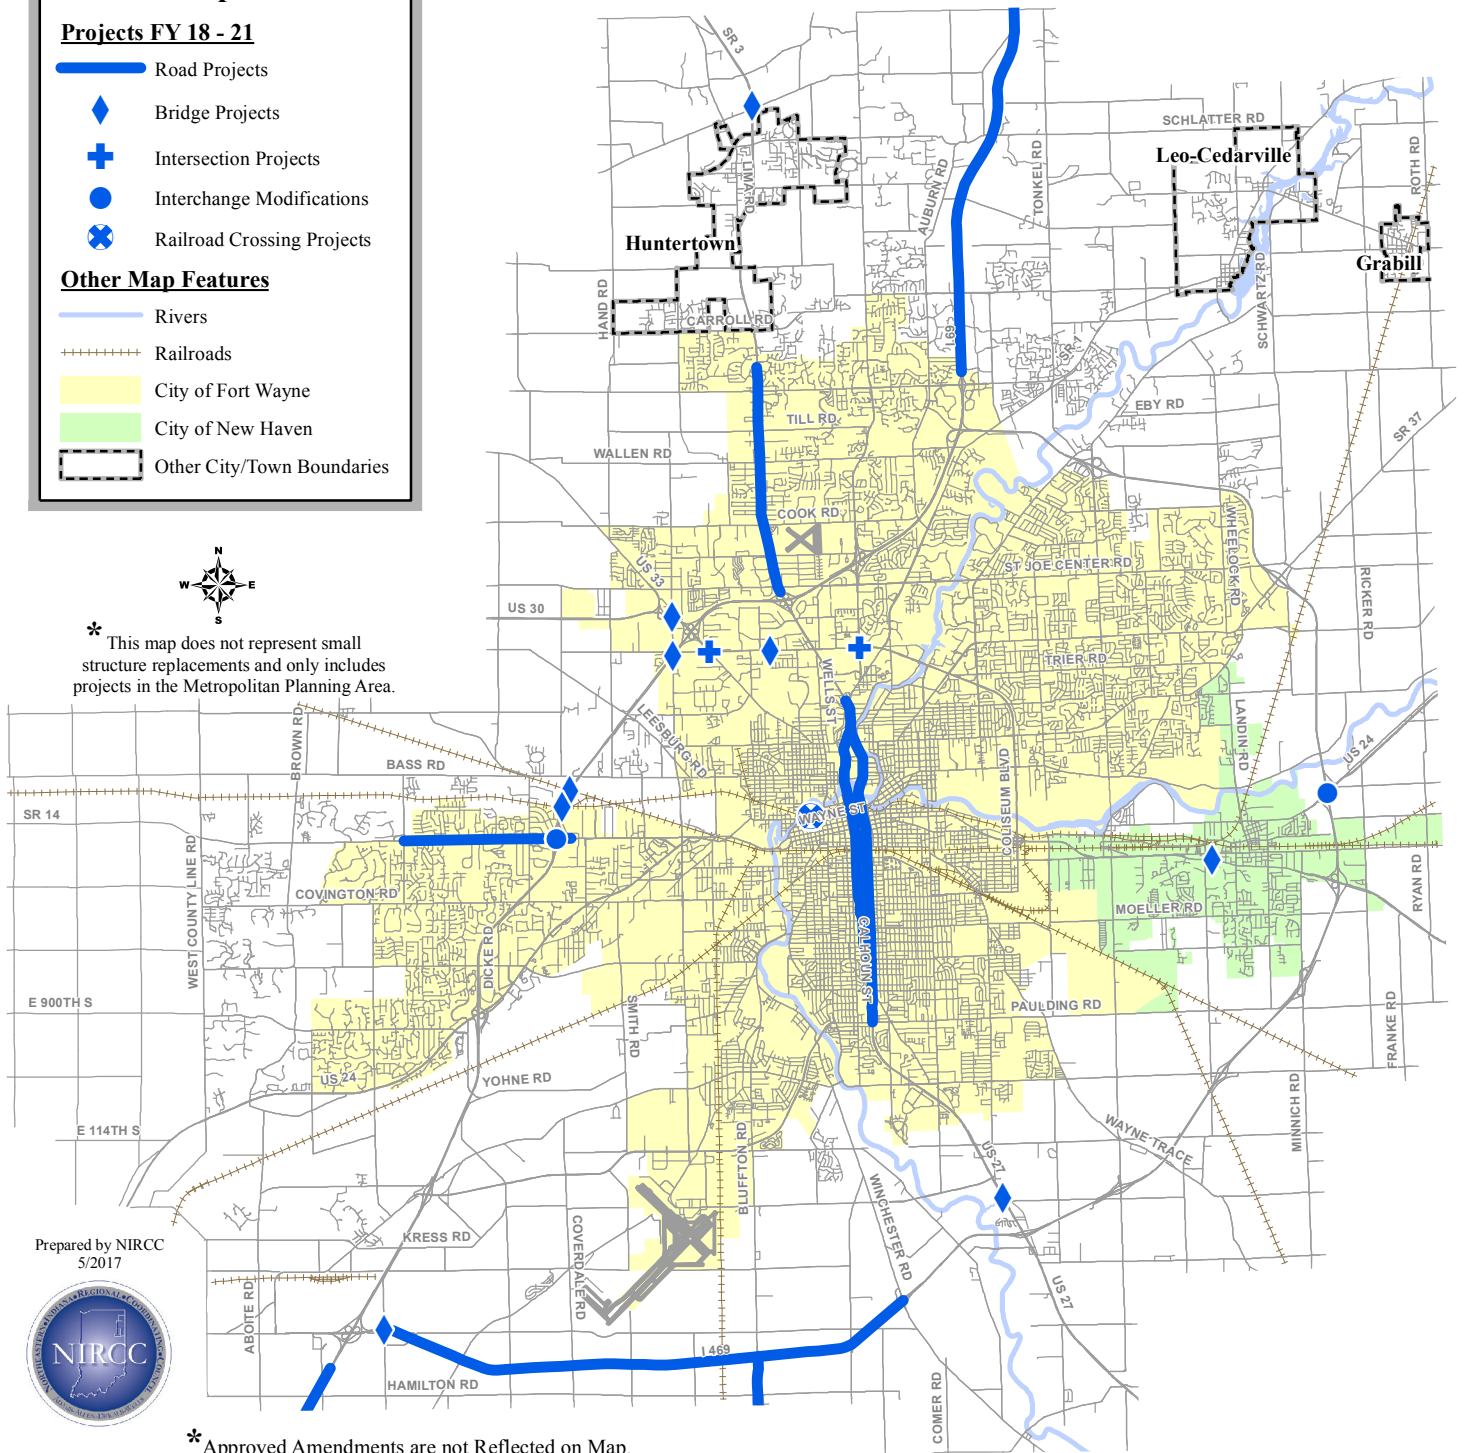 Projects FY 18 - 21
Road Projects
Bridge Projects
Intersection Projects
Interchange Modifications
Railroad Crossing Projects
Other Map Features
Rivers
Railroads
City of Fort Wayne
City of New Haven
Other City/Town Boundaries
N
W E
S
* This map does not represent small
structure replacements and only includes
projects in the Metropolitan Planning Area.
SR 3
SCHLATTER RD
Leo-Cedarville
ROTH RD
LIMA RD
AUBURN RD
TONKEL RD
Huntertown
Grabill
HAND RD
SCHWARTZ RD
CARROLL RD
I 69
SR 1
EBY RD
TILL RD
SR 37
WALLEN RD
COOK RD
WHEELOCK RD
US 33
ST JOE CENTER RD
RICKER RD
US 30
TRIER RD
WELLS ST
LEESBURG RD
LANDIN RD
BROWN RD
US 24
BASS RD
COLISEUM BLVD
SR 14
WAYNE ST
WEST COUNTY LINE RD
COVINGTON RD
RYAN RD
MOELLER RD
CALHOUN ST
DICKE RD
E 900TH S
PAULDING RD
SMITH RD
FRANKE RD
US 24
YOHNE RD
MINNICH RD
E 114TH S
WAYNE TRACE
BLUFFTON RD
US 27
WINCHESTER RD
KRESS RD
COVERDALE RD
Prepared by NIRCC
5/2017
US 27
ABOITE RD
NORTHEASTERN INDIANA REGIONAL COORDINATING COUNCIL
NIRCC
I 469
HAMILTON RD
COMER RD
*Approved Amendments are not Reflected on Map.